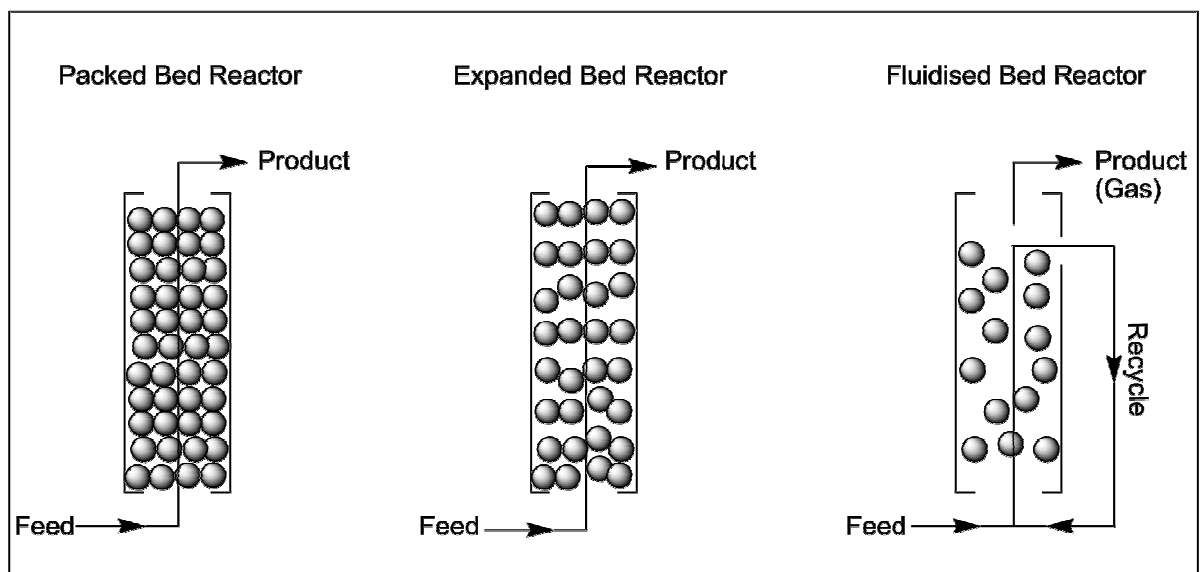 Packed Bed Reactor
Product
Feed
Expanded Bed Reactor
Product
Feed
Fluidised Bed Reactor
Product
(Gas)
Recycle
Feed